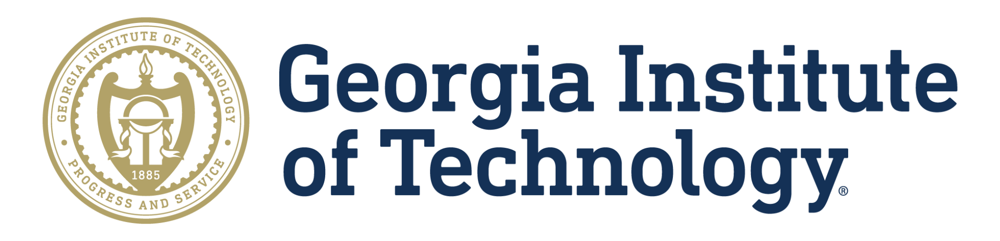 GEORGIA INSTITUTE OF TECHNOLOGY
PROGRESS AND SERVICE
1885
Georgia Institute
of Technology®